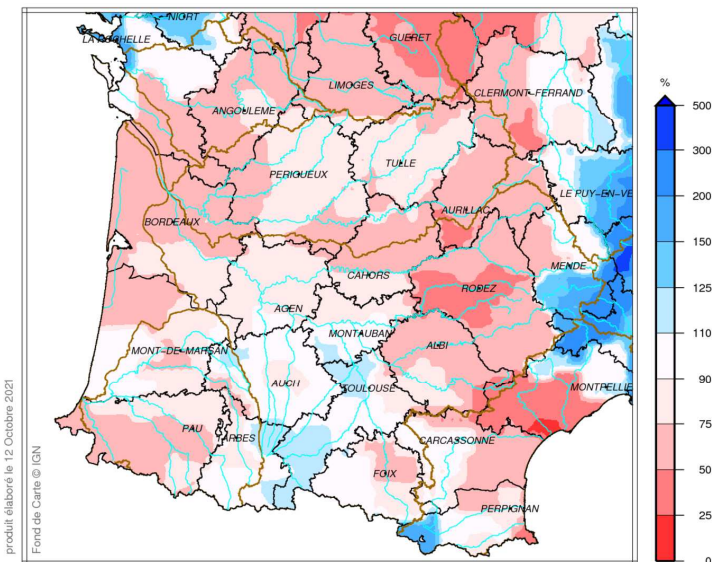 NIORT
LA ROCHELLE
GUERET
LIMOGES
CLERMONT-FERRAND
ANGOULEME
PERIGUEUX
TULLE
LE PUY-EN-VE
AURILLAC
BORDEAUX
MENDE
CAHORS
RODEZ
AGEN
MONTAUBAN
ALBI
MONT-DE-MARSAN
AUCH
TOULOUSE
MONTPELLIE
PAU
TARBES
CARCASSONNE
FOIX
PERPIGNAN
%
500
300
200
150
125
110
90
75
50
25
0
produit élaboré le 12 Octobre 2021
Fond de Carte © IGN